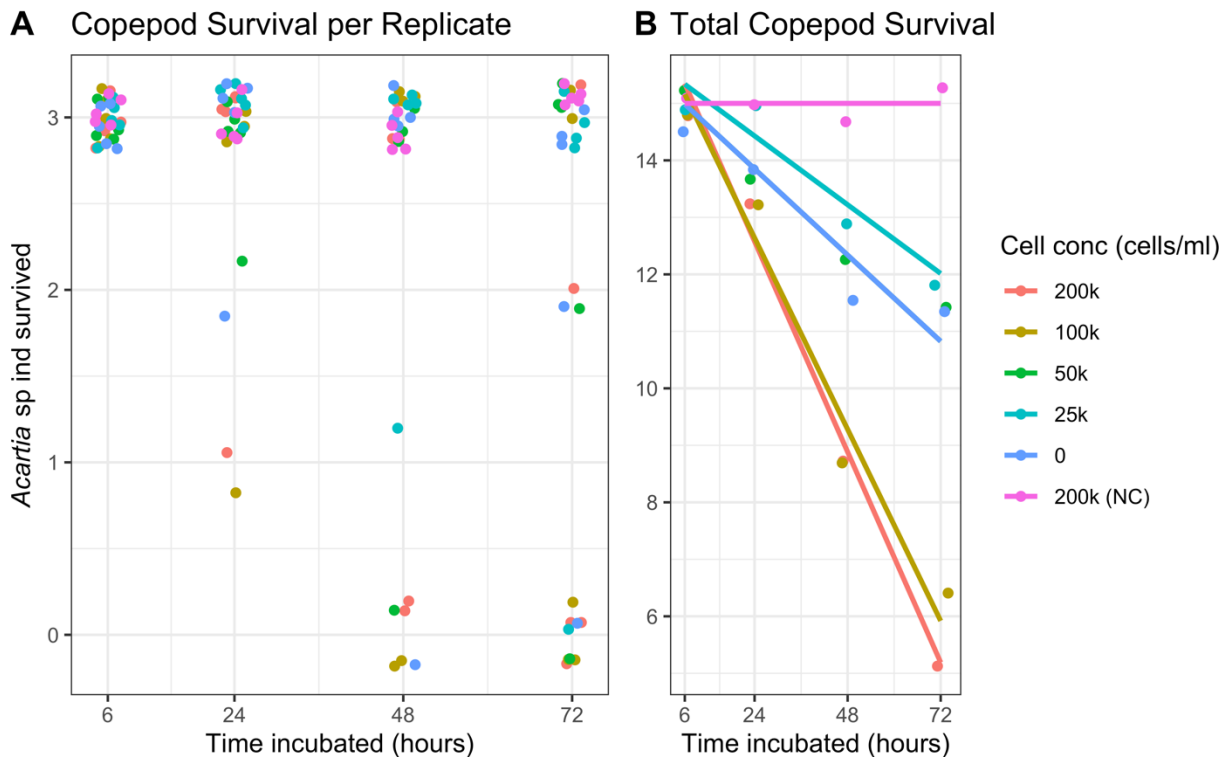 A Copepod Survival per Replicate
B Total Copepod Survival
Acartia sp ind survived
3
2
1
0
6 24 48 72
Time incubated (hours)
14
12
10
8
6
6 24 48 72
Time incubated (hours)
Cell conc (cells/ml)
200k
100k
50k
25k
0
200k (NC)